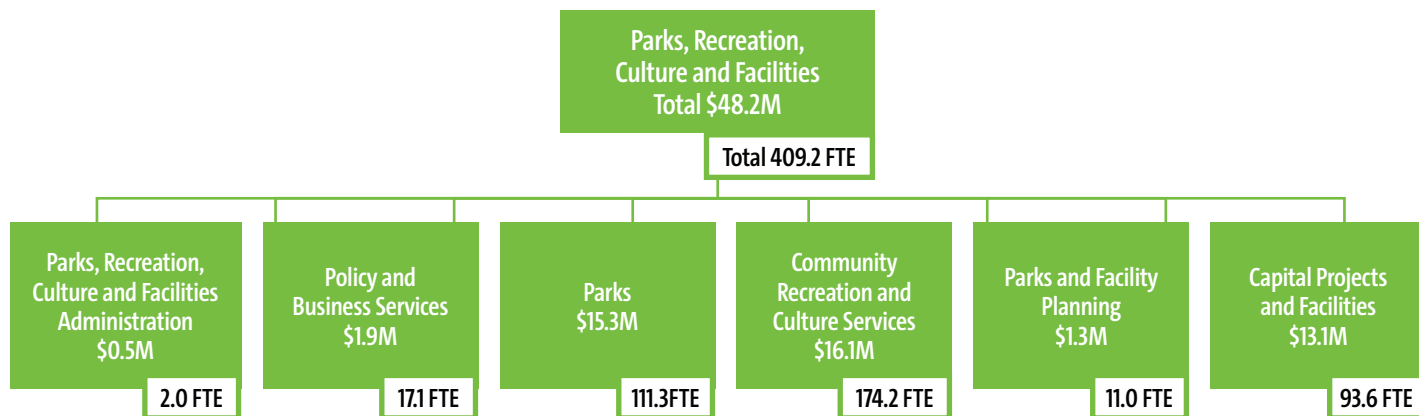 Parks, Recreation,
Culture and Facilities
Total $48.2M
Total 409.2 FTE
Parks, Recreation,
Culture and Facilities
Administration
$0.5M
2.0 FTE
Policy and
Business Services
$1.9M
17.1 FTE
Parks
$15.3M
111.3FTE
Community
Recreation and
Culture Services
$16.1M
174.2 FTE
Parks and Facility
Planning
$1.3M
11.0 FTE
Capital Projects
and Facilities
$13.1M
93.6 FTE